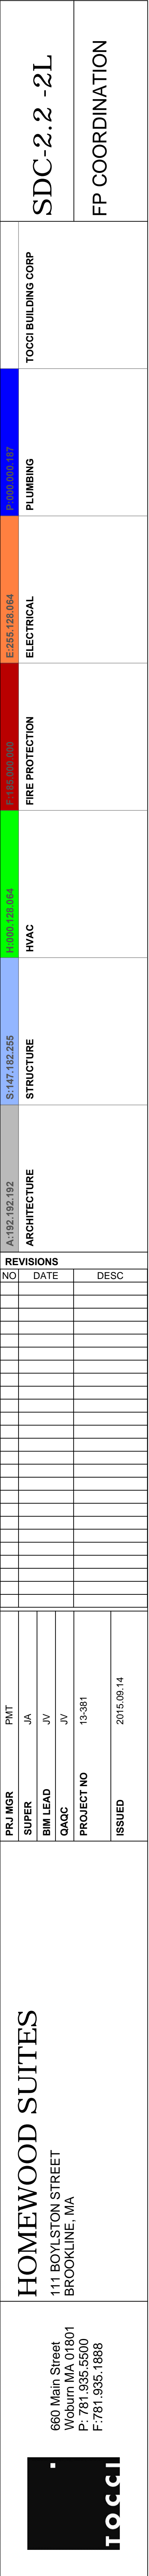 SDC-2.2 -2L
FP COORDINATION
TOCCI BUILDING CORP
P:000.000.187
PLUMBING
E:255.128.064
ELECTRICAL
F:185.000.000
FIRE PROTECTION
H:000.128.064
HVAC
S:147.182.255
STRUCTURE
A:192.192.192
ARCHITECTURE
REVISIONS
NO DATE DESC
PRJ MGR PMT
SUPER JA
BIM LEAD JV
QAQC JV
PROJECT NO 13-381
ISSUED 2015.09.14
HOMEWOOD SUITES
111 BOYLSTON STREET
BROOKLINE, MA
660 Main Street
Woburn MA 01801
P: 781.935.5500
F:781.935.1888
TOCCI